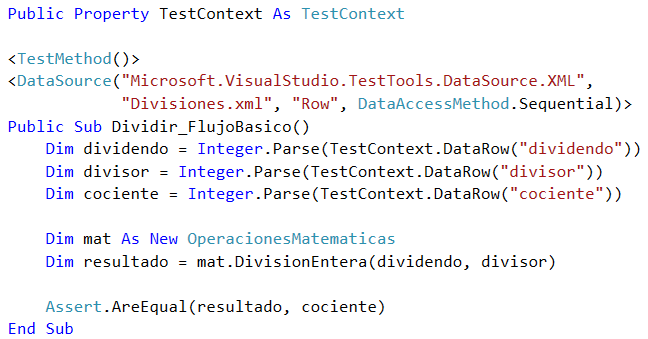 Public Property TestContext As TestContext
<TestMethod()>
<DataSource("Microsoft.VisualStudio.TestTools.DataSource.XML",
            "Divisiones.xml", "Row", DataAccessMethod.Sequential)>
Public Sub Dividir_FlujoBasico()
    Dim dividendo = Integer.Parse(TestContext.DataRow("dividendo"))
    Dim divisor = Integer.Parse(TestContext.DataRow("divisor"))
    Dim cociente = Integer.Parse(TestContext.DataRow("cociente"))
    Dim mat As New OperacionesMatematicas
    Dim resultado = mat.DivisionEntera(dividendo, divisor)
    Assert.AreEqual(resultado, cociente)
End Sub